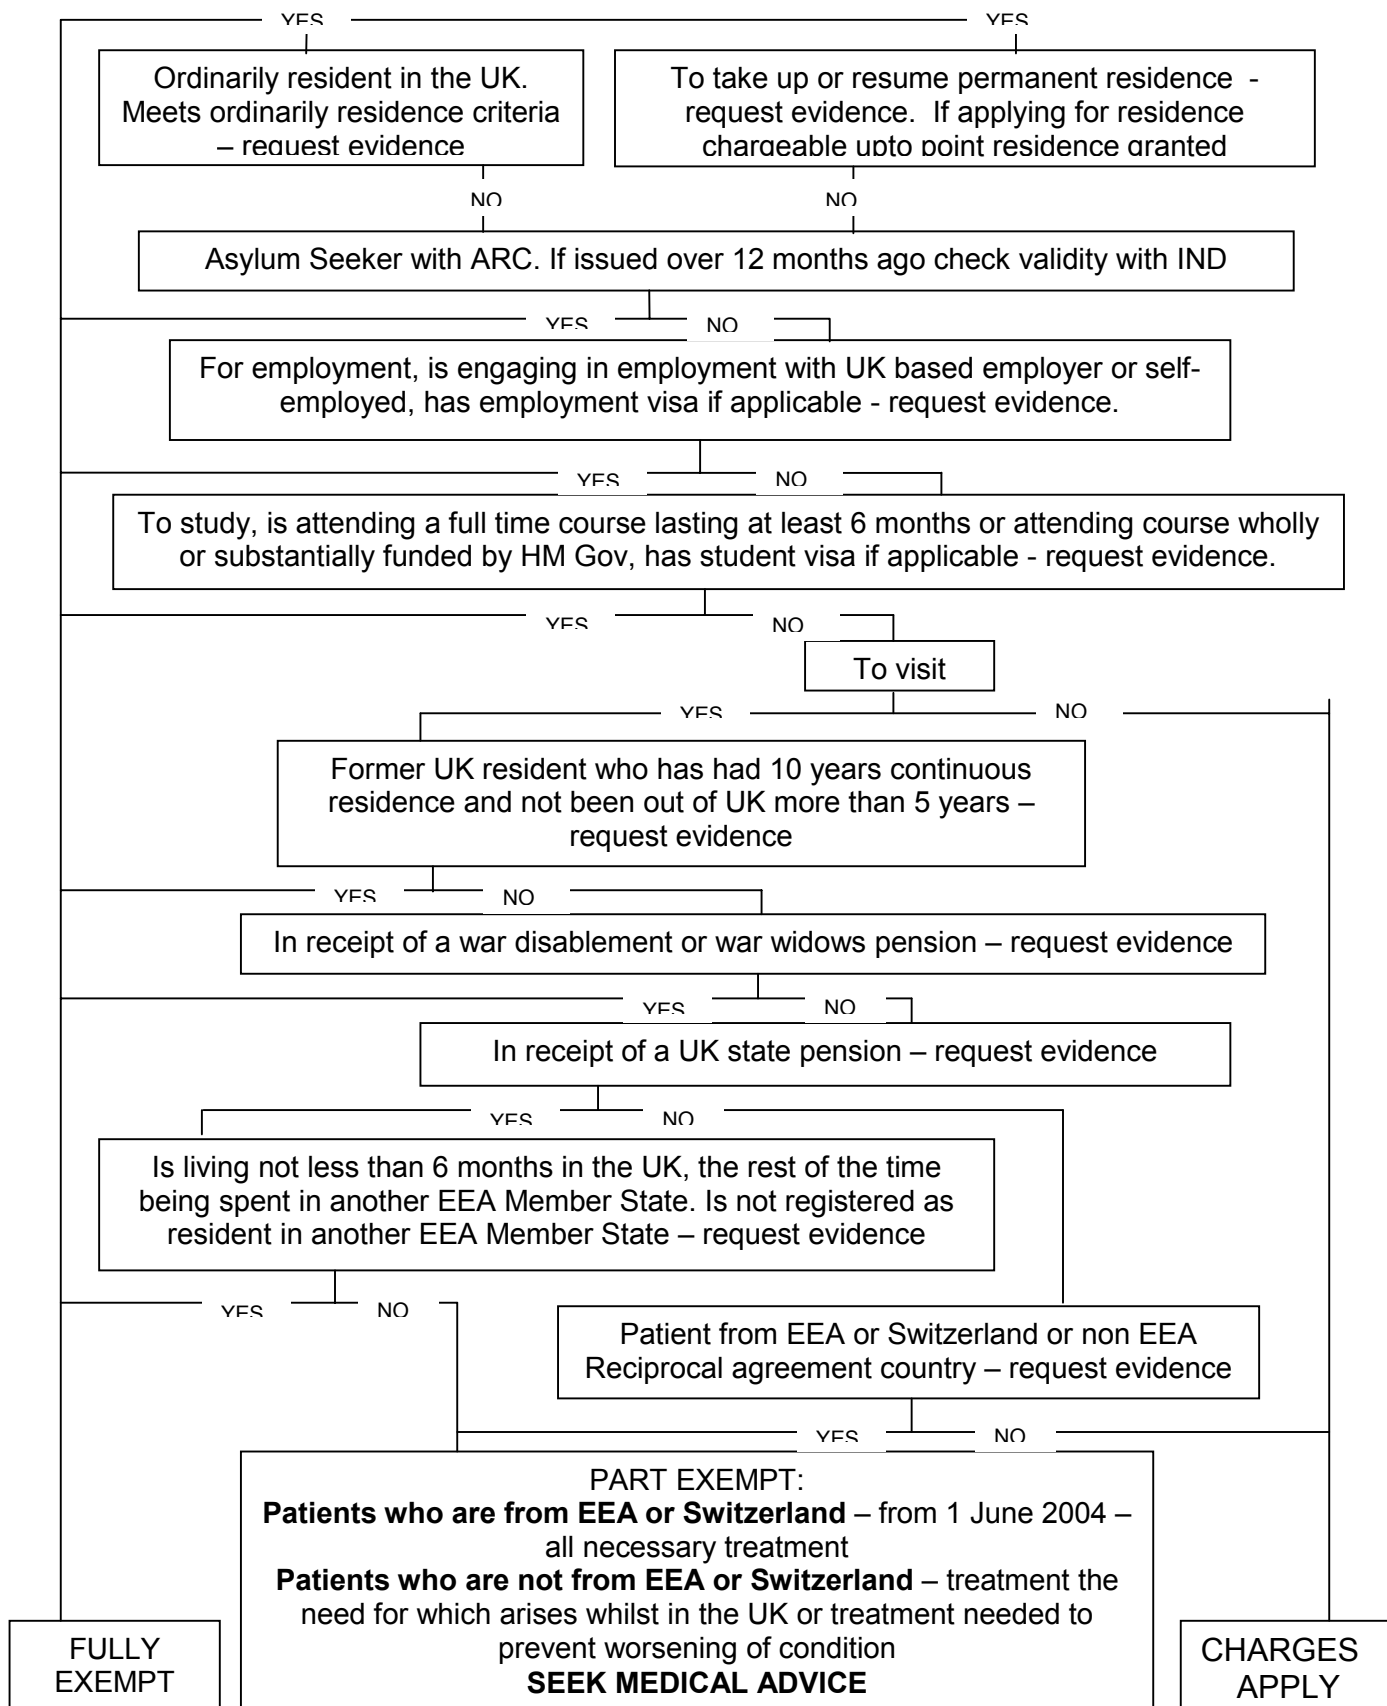 YES YES
Ordinarily resident in the UK.
Meets ordinarily residence criteria
– request evidence
To take up or resume permanent residence -
request evidence. If applying for residence
chargeable upto point residence granted
NO NO
Asylum Seeker with ARC. If issued over 12 months ago check validity with IND
YES NO
For employment, is engaging in employment with UK based employer or self-
employed, has employment visa if applicable - request evidence.
YES NO
To study, is attending a full time course lasting at least 6 months or attending course wholly
or substantially funded by HM Gov, has student visa if applicable - request evidence.
YES NO
To visit
YES NO
Former UK resident who has had 10 years continuous
residence and not been out of UK more than 5 years –
request evidence
YES NO
In receipt of a war disablement or war widows pension – request evidence
YES NO
In receipt of a UK state pension – request evidence
YES NO
Is living not less than 6 months in the UK, the rest of the time
being spent in another EEA Member State. Is not registered as
resident in another EEA Member State – request evidence
YES NO
Patient from EEA or Switzerland or non EEA
Reciprocal agreement country – request evidence
YES NO
PART EXEMPT:
Patients who are from EEA or Switzerland – from 1 June 2004 –
all necessary treatment
Patients who are not from EEA or Switzerland – treatment the
need for which arises whilst in the UK or treatment needed to
prevent worsening of condition
SEEK MEDICAL ADVICE
FULLY
EXEMPT
CHARGES
APPLY